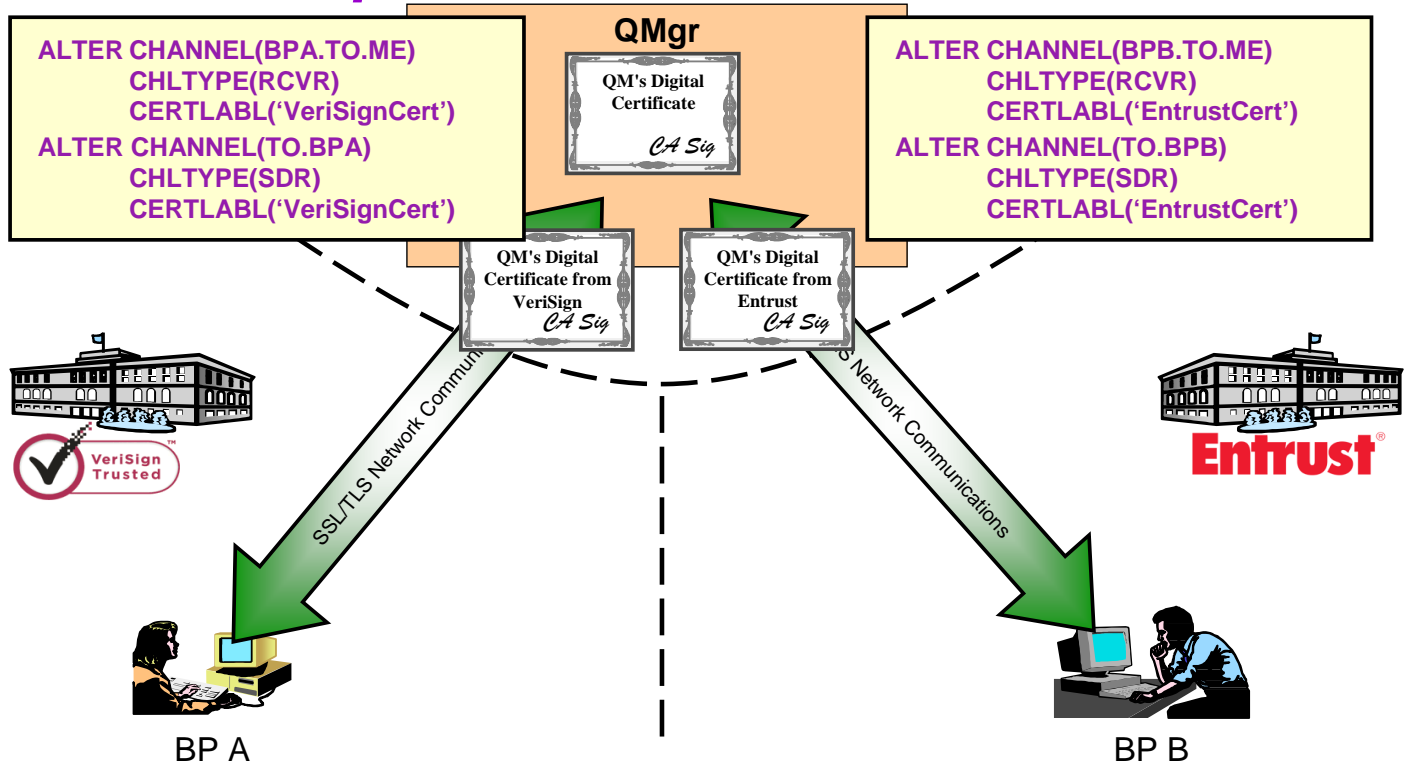 QMgr
ALTER CHANNEL(BPA.TO.ME)
CHLTYPE(RCVR)
CERTLABL(‘VeriSignCert’)
ALTER CHANNEL(TO.BPA)
CHLTYPE(SDR)
CERTLABL(‘VeriSignCert’)
QM's Digital
Certificate
CA Sig
ALTER CHANNEL(BPB.TO.ME)
CHLTYPE(RCVR)
CERTLABL(‘EntrustCert’)
ALTER CHANNEL(TO.BPB)
CHLTYPE(SDR)
CERTLABL(‘EntrustCert’)
QM's Digital
Certificate from
VeriSign
CA Sig
QM's Digital
Certificate from
Entrust
CA Sig
SSL/TLS Network Communi
S Network Communications
VeriSign™
Trusted
Entrust®
BP A
BP B